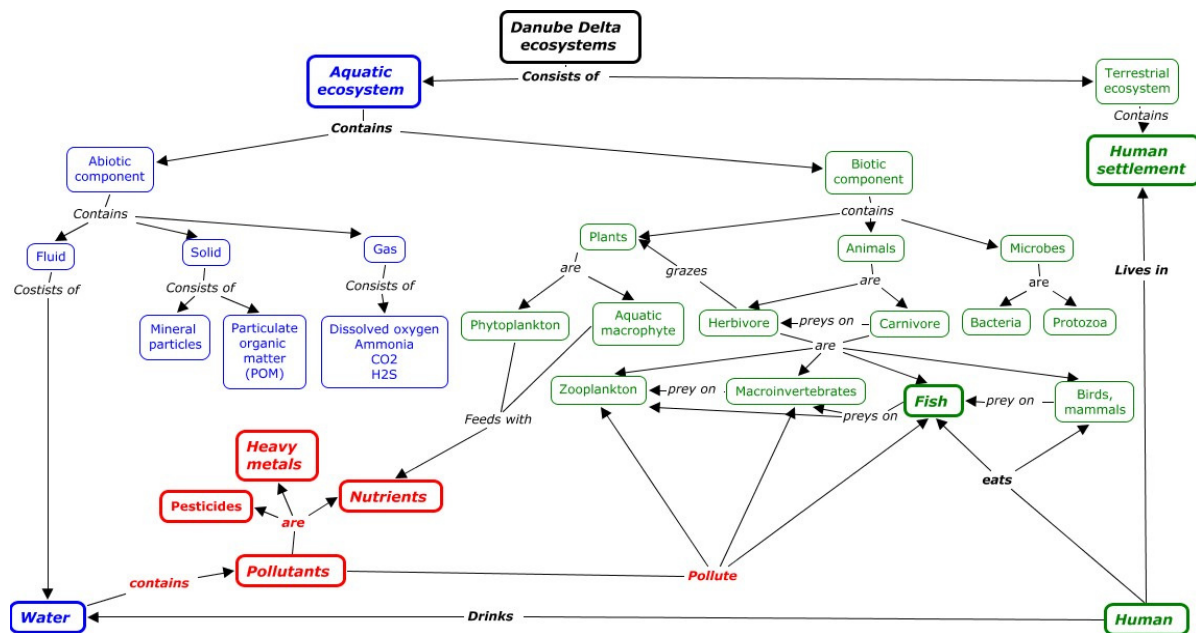 Danube Delta
ecosystems
Consists of
Aquatic
ecosystem
Terrestrial
ecosystem
Contains
Contains
Human
settlement
Abiotic
component
Biotic
component
Contains
contains
Fluid
Solid
Gas
Plants
Animals
Microbes
Costists of
Consists of
Consists of
are
grazes
are
are
Lives in
Mineral
particles
Particulate
organic
matter
(POM)
Dissolved oxygen
Ammonia
CO2
H2S
Phytoplankton
Aquatic
macrophyte
Herbivore
preys on
Carnivore
Bacteria
Protozoa
are
Zooplankton
prey on
Macroinvertebrates
preys on
Fish
prey on
Birds,
mammals
Feeds with
Heavy
metals
Pesticides
Nutrients
are
eats
Pollutants
Pollute
contains
Water
Drinks
Human